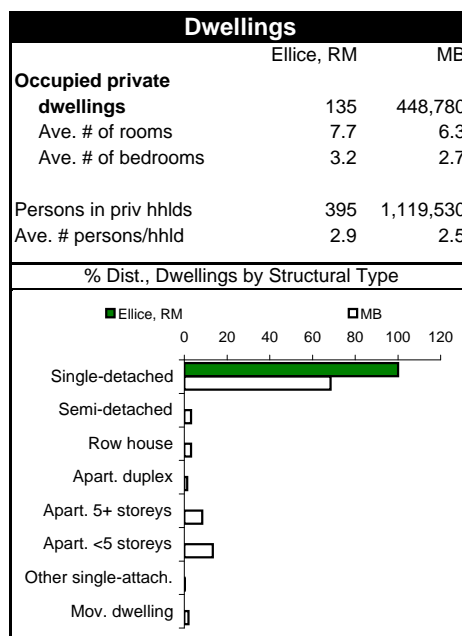 Dwellings
Ellice, RM MB
Occupied private
dwellings 135 448,780
Ave. # of rooms 7.7 6.3
Ave. # of bedrooms 3.2 2.7
Persons in priv hhlds 395 1,119,530
Ave. # persons/hhld 2.9 2.5
% Dist., Dwellings by Structural Type
Ellice, RM MB
0 20 40 60 80 100 120
Single-detached
Semi-detached
Row house
Apart. duplex
Apart. 5+ storeys
Apart. <5 storeys
Other single-attach.
Mov. dwelling